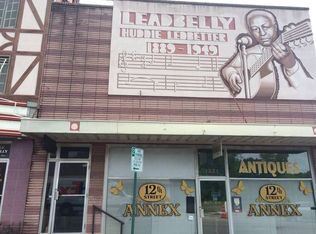 LEADBELLY
HUDDIE LEDBETTER
1889 - 1949
ANTIQUES
12th
STREET
ANNEX
12th
STREET
ANNEX